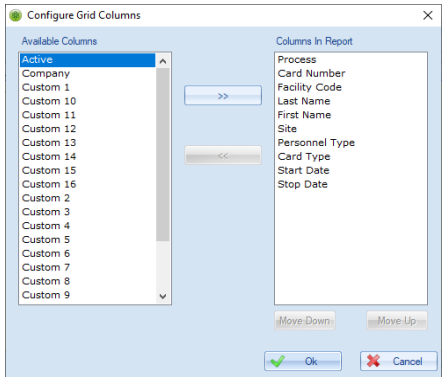 Configure Grid Columns
Available Columns
Active
Company
Custom 1
Custom 10
Custom 11
Custom 12
Custom 13
Custom 14
Custom 15
Custom 16
Custom 2
Custom 3
Custom 4
Custom 5
Custom 6
Custom 7
Custom 8
Custom 9
>>
<<
Columns In Report
Process
Card Number
Facility Code
Last Name
First Name
Site
Personnel Type
Card Type
Start Date
Stop Date
Move Down Move Up
Ok Cancel